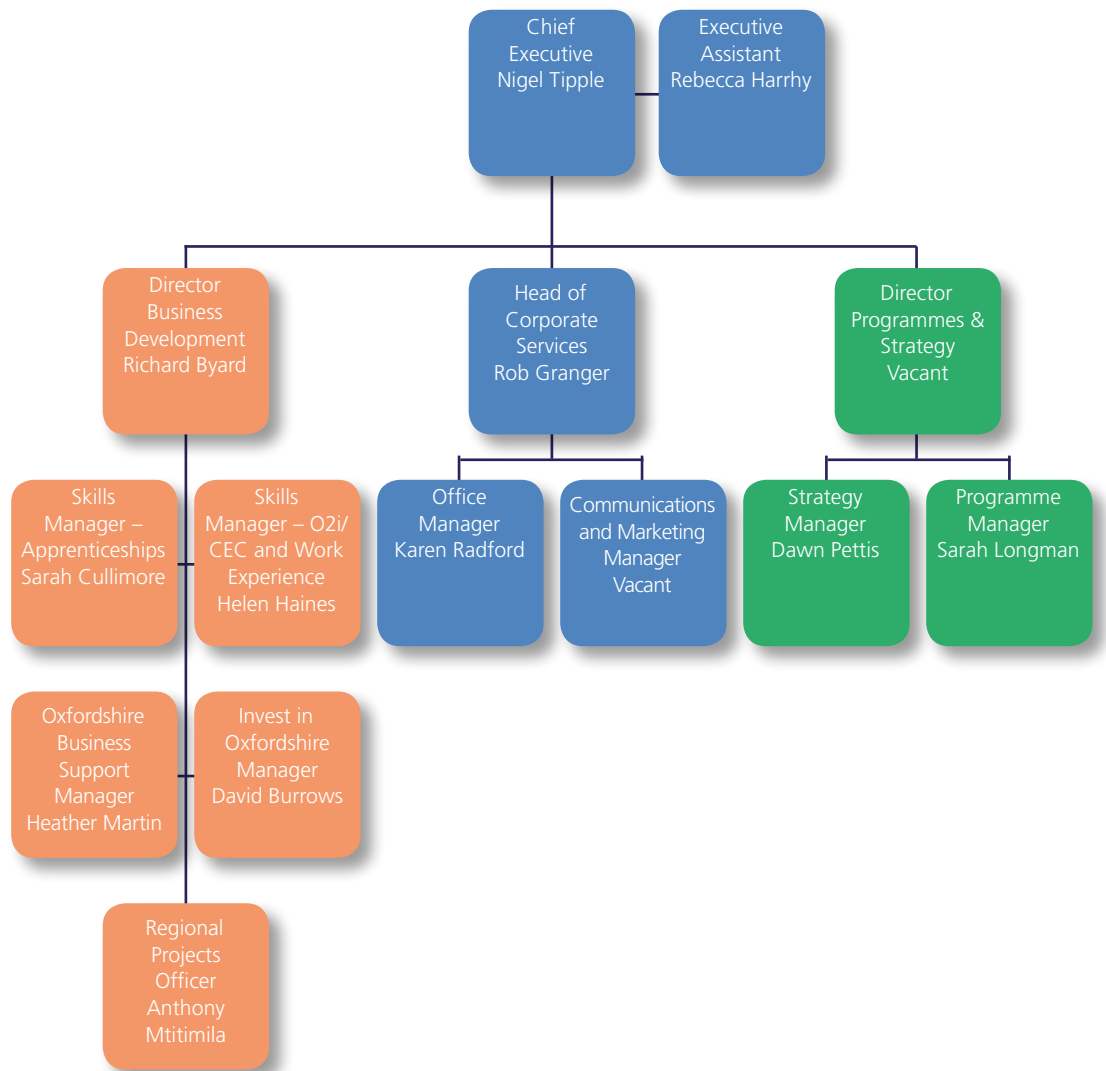 Chief
Executive
Nigel Tipple
Executive
Assistant
Rebecca Harrhy
Director
Business
Development
Richard Byard
Head of
Corporate
Services
Rob Granger
Director
Programmes &
Strategy
Vacant
Skills
Manager –
Apprenticeships
Sarah Cullimore
Skills
Manager – O2i/
CEC and Work
Experience
Helen Haines
Office
Manager
Karen Radford
Communications
and Marketing
Manager
Vacant
Strategy
Manager
Dawn Pettis
Programme
Manager
Sarah Longman
Oxfordshire
Business
Support
Manager
Heather Martin
Invest in
Oxfordshire
Manager
David Burrows
Regional
Projects
Officer
Anthony
Mtitimila